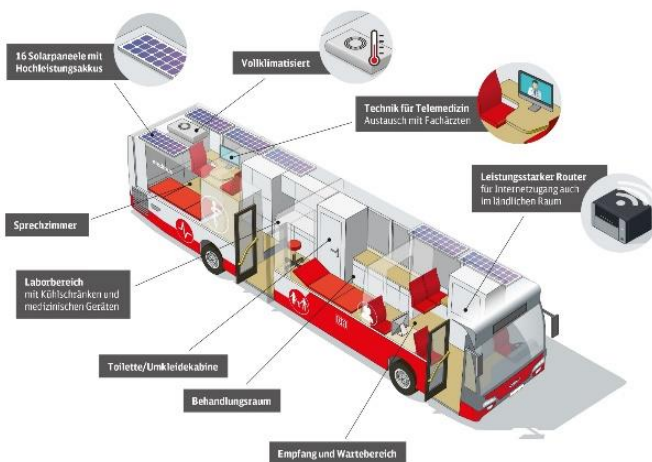 16 Solarpaneele mit
Hochleistungsakkus
Vollklimatisiert
Technik für Telemedizin
Austausch mit Fachärzten
Leistungsstarker Router
für Internetzugang auch
im ländlichen Raum
Sprechzimmer
Laborbereich
mit Kühlschränken und
medizinischen Geräten
Toilette/Umkleidekabine
Behandlungsraum
Empfang und Wartebereich